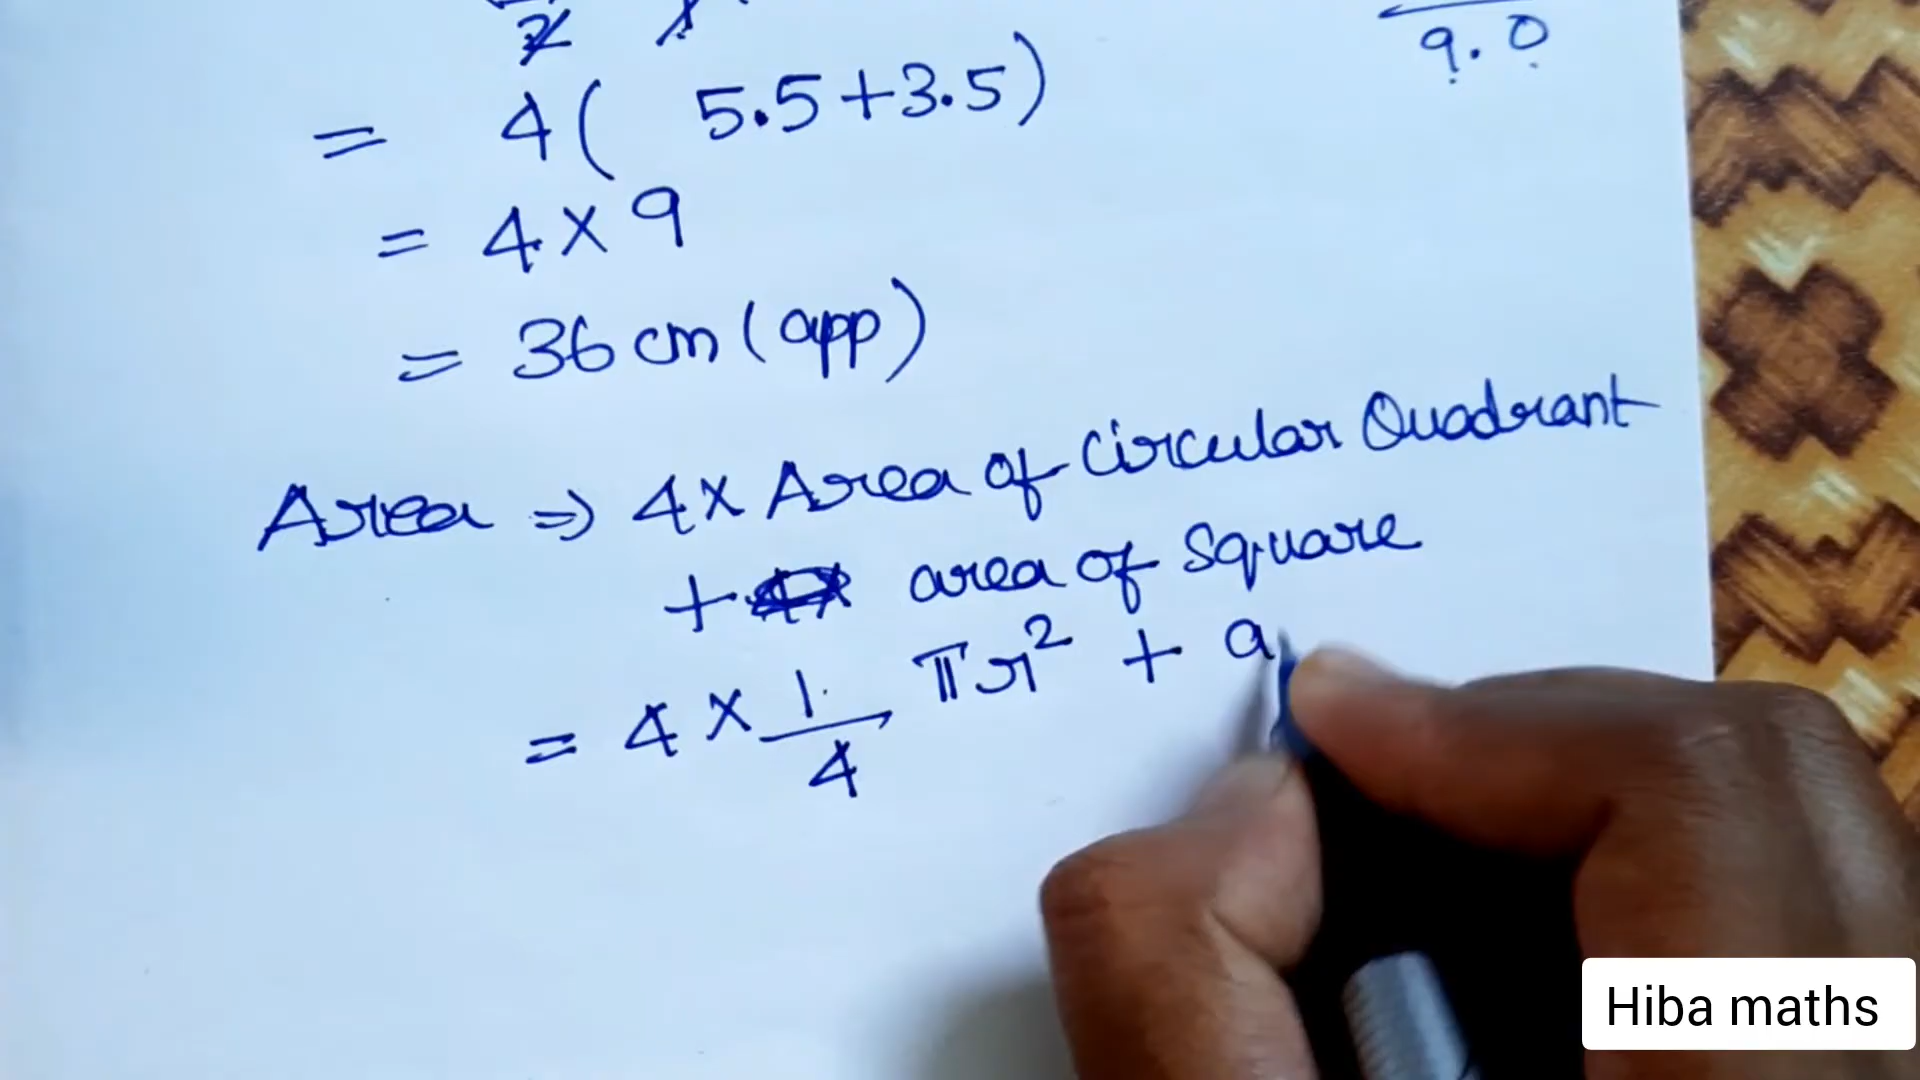 2
9.0
= 4( 5.5+3.5)
= 4×9
= 36 cm (app)
Area ⇒ 4× Area of Circular Quadrant
+ area of Square
= 4 × 1/4 πr² + a
Hiba maths